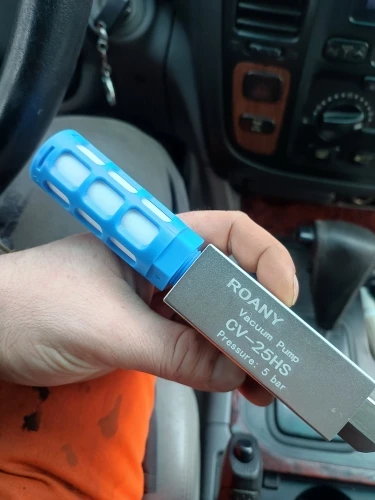 ROANY
Vacuum Pump
CV-25HS
Pressure: 5 bar